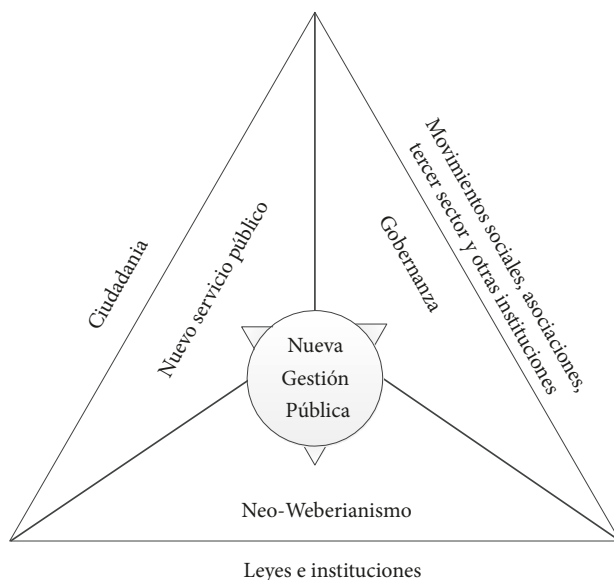 Ciudadania
Nuevo servicio público
Gobernanza
Movimientos sociales, asociaciones,
tercer sector y otras instituciones
Nueva
Gestión
Pública
Neo-Weberianismo
Leyes e instituciones